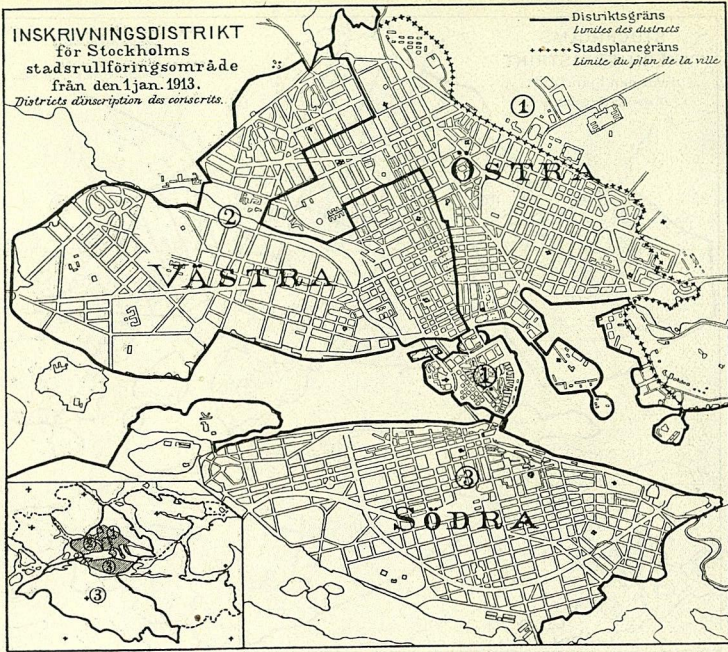 INSKRIVNINGSDISTRIKT
för Stockholms
stadsrullföringsområde
från den 1 jan. 1913.
Districts d'inscription des conscrits.
Distriktsgräns
Limites des districts
Stadsplanegräns
Limite du plan de la ville
1
ÖSTRA
2
VÄSTRA
1
3
SÖDRA
3
3